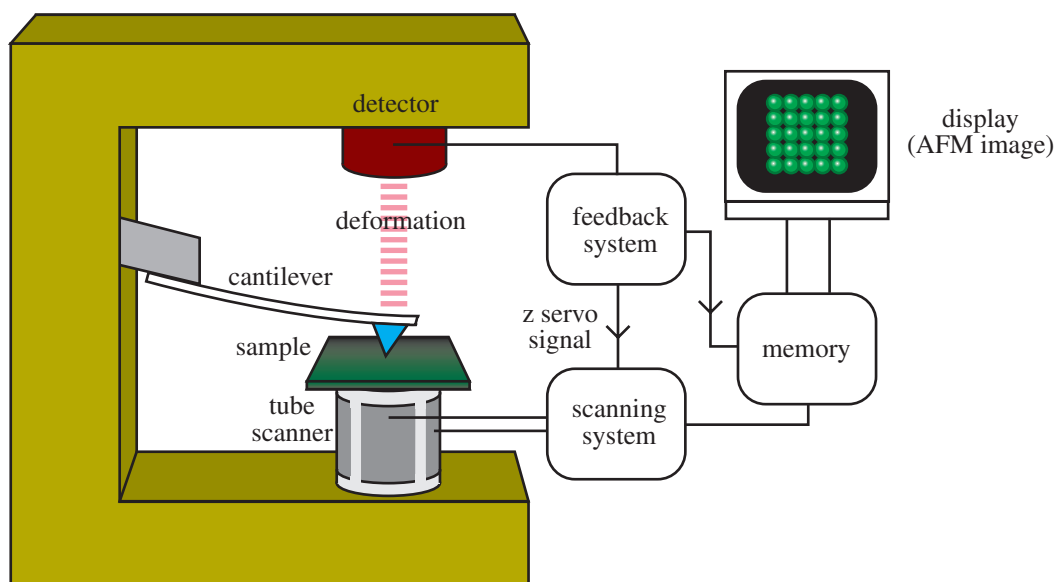 detector
display
(AFM image)
deformation
feedback
system
cantilever
z servo
signal
sample
memory
tube
scanner
scanning
system